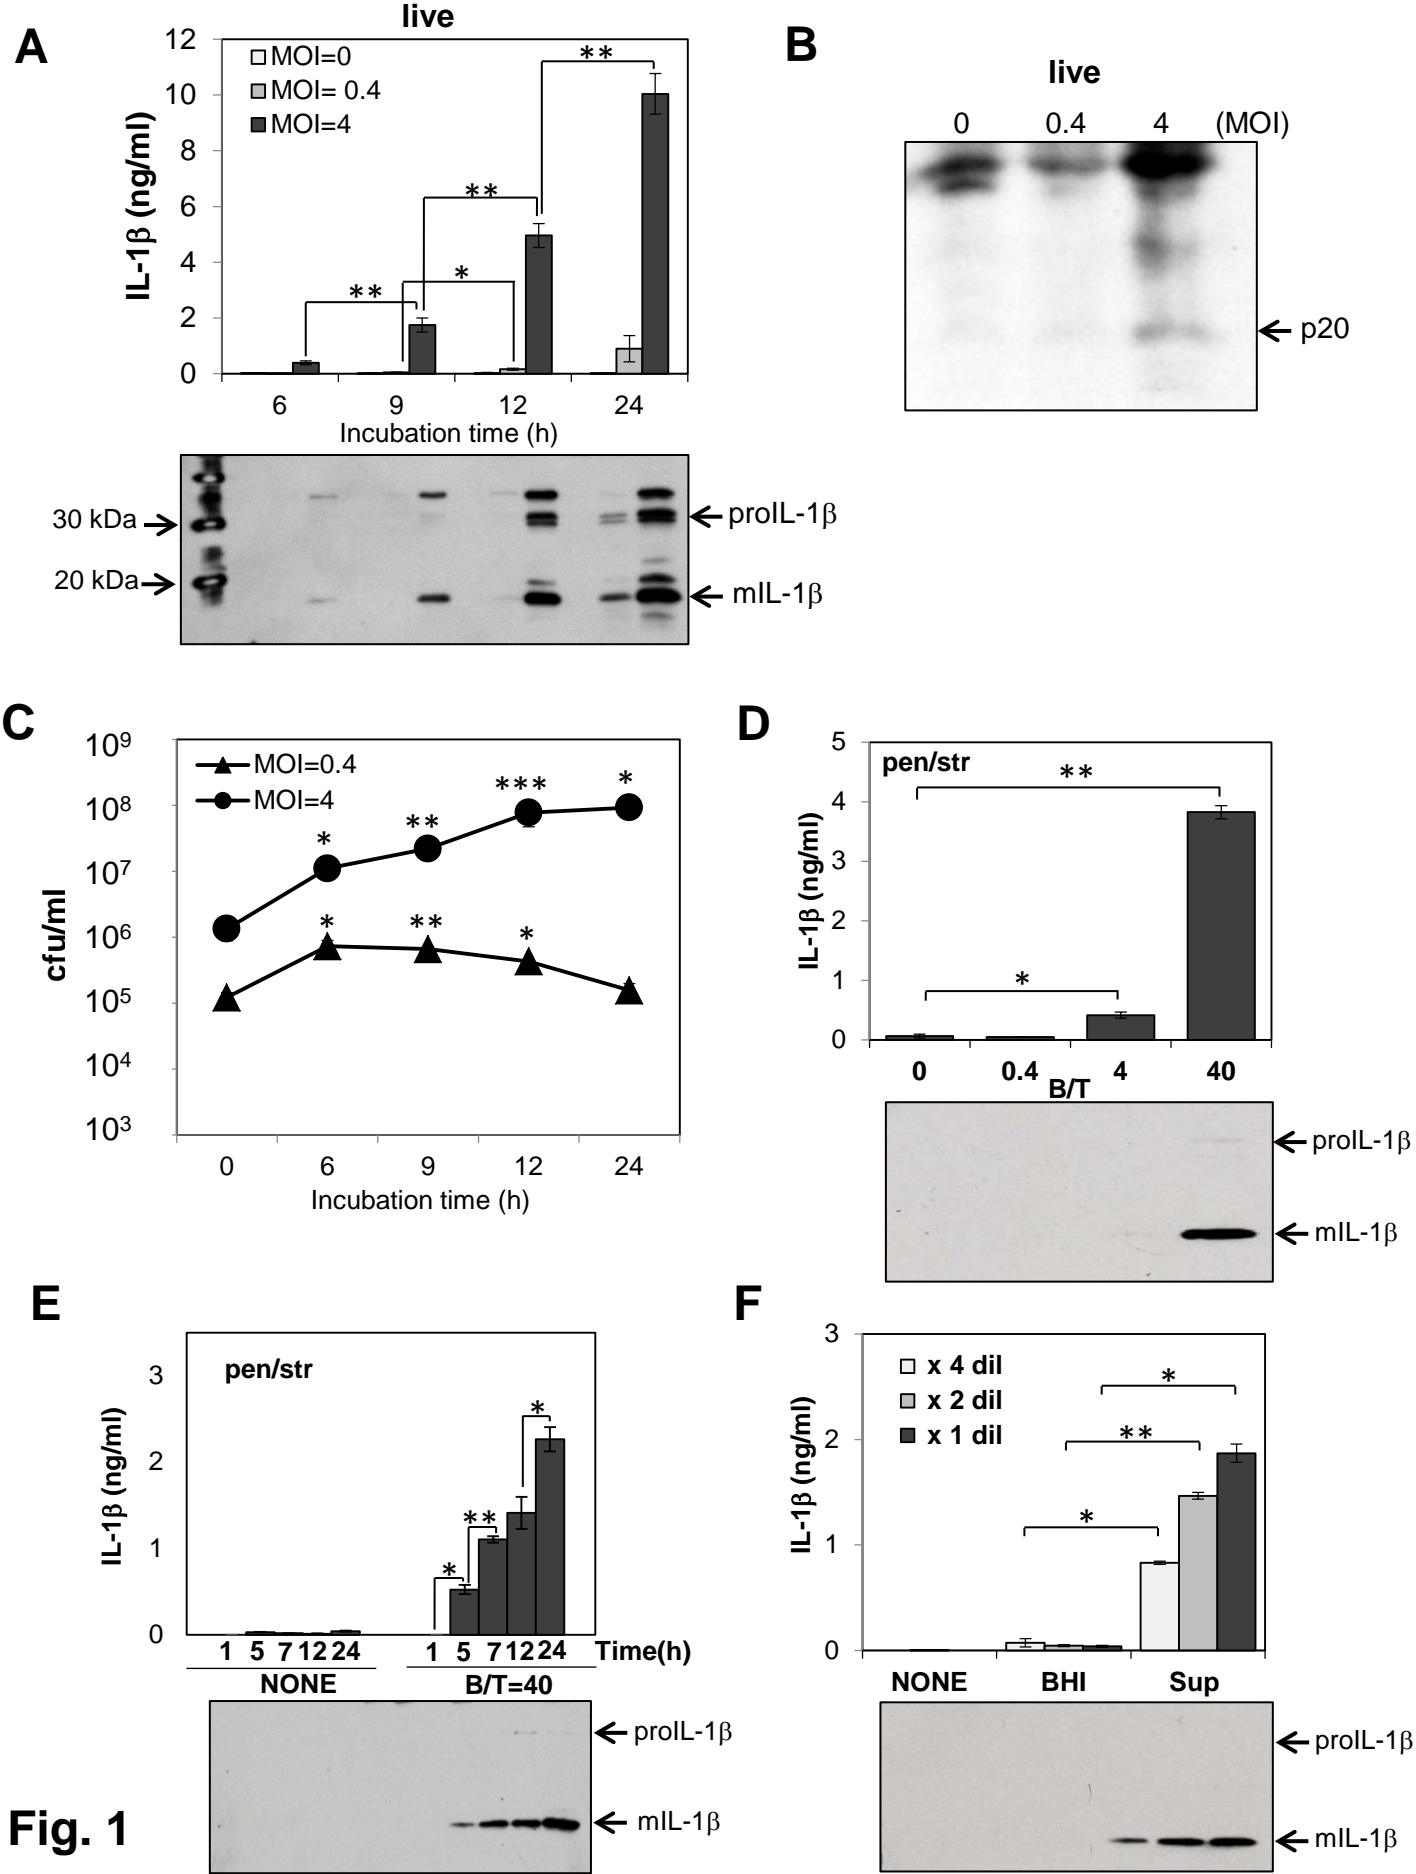 A
live
12
10
8
6
4
2
0
IL-1β (ng/ml)
MOI=0
MOI= 0.4
MOI=4
**
**
*
**
6 9 12 24
Incubation time (h)
30 kDa
20 kDa
proIL-1β
mIL-1β
B
live
0 0.4 4 (MOI)
p20
C
10⁹
10⁸
10⁷
10⁶
10⁵
10⁴
10³
cfu/ml
MOI=0.4
MOI=4
* ** *** *
* ** *
0 6 9 12 24
Incubation time (h)
D
5
4
3
2
1
0
IL-1β (ng/ml)
pen/str
**
*
0 0.4 4 40
B/T
proIL-1β
mIL-1β
E
3
2
1
0
IL-1β (ng/ml)
pen/str
*
**
*
1 5 7 12 24 1 5 7 12 24 Time(h)
NONE B/T=40
proIL-1β
mIL-1β
F
3
2
1
0
IL-1β (ng/ml)
x 4 dil
x 2 dil
x 1 dil
*
**
*
NONE BHI Sup
proIL-1β
mIL-1β
Fig. 1